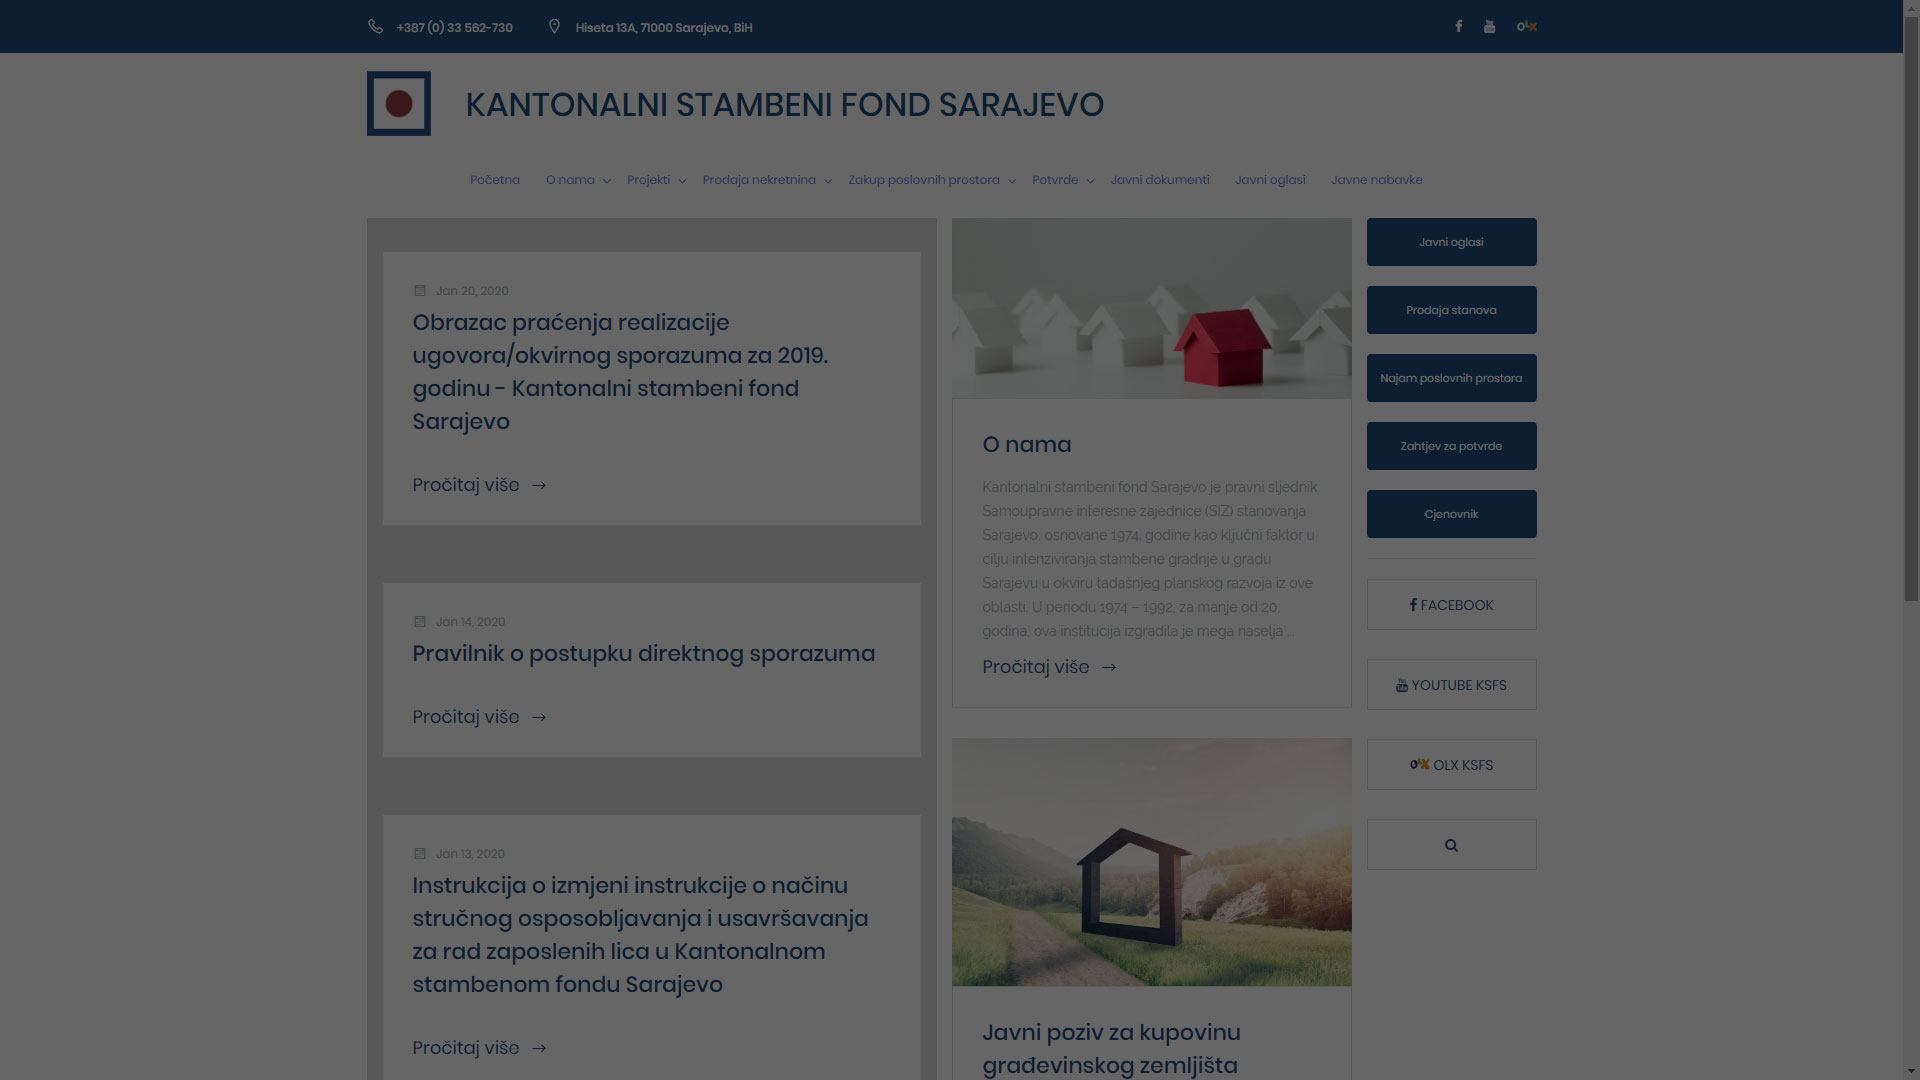 +387 (0) 33 562-730
Hiseta 13A, 71000 Sarajevo, BiH
OLX
KANTONALNI STAMBENI FOND SARAJEVO
Početna
O nama
Projekti
Prodaja nekretnina
Zakup poslovnih prostora
Potvrde
Javni dokumenti
Javni oglasi
Javne nabavke
Jan 20, 2020
Obrazac praćenja realizacije
ugovora/okvirnog sporazuma za 2019.
godinu - Kantonalni stambeni fond
Sarajevo
Pročitaj više →
Jan 14, 2020
Pravilnik o postupku direktnog sporazuma
Pročitaj više →
Jan 13, 2020
Instrukcija o izmjeni instrukcije o načinu
stručnog osposobljavanja i usavršavanja
za rad zaposlenih lica u Kantonalnom
stambenom fondu Sarajevo
Pročitaj više →
O nama
Kantonalni stambeni fond Sarajevo je pravni sljednik
Samoupravne interesne zajednice (SIZ) stanovanja
Sarajevo, osnovane 1974. godine kao ključni faktor u
cilju intenziviranja stambene gradnje u gradu
Sarajevu u okviru tadašnjeg planskog razvoja iz ove
oblasti. U periodu 1974 – 1992, za manje od 20.
godina, ova institucija izgradila je mega naselja ...
Pročitaj više →
Javni poziv za kupovinu
građevinskog zemljišta
Javni oglasi
Prodaja stanova
Najam poslovnih prostora
Zahtjev za potvrde
Cjenovnik
FACEBOOK
YOUTUBE KSFS
OLX OLX KSFS